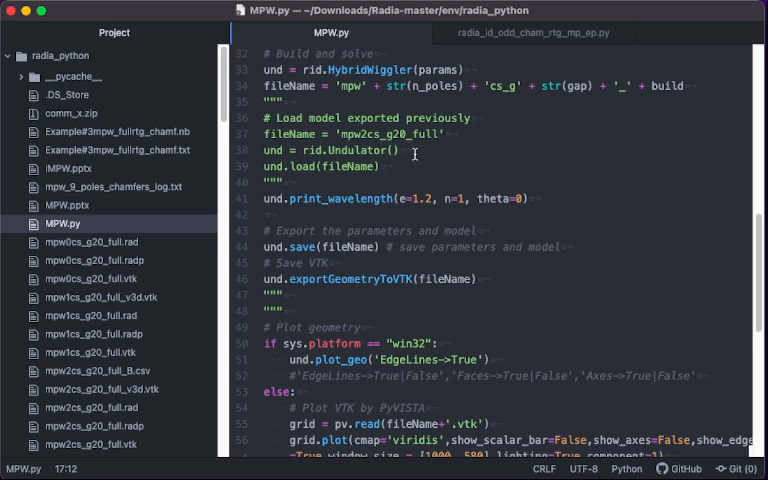 MPW.py — ~/Downloads/Radia-master/env/radia_python
Project
MPW.py
radia_id_odd_cham_rtg_mp_ep.py
radia_python
__pycache__
.DS_Store
comm_x.zip
Example#3mpw_fullrtg_chamf.nb
Example#3mpw_fullrtg_chamf.txt
IMPW.pptx
mpw_9_poles_chamfers_log.txt
MPW.pptx
MPW.py
mpw0cs_g20_full.rad
mpw0cs_g20_full.radp
mpw0cs_g20_full.vtk
mpw1cs_g20_full_v3d.vtk
mpw1cs_g20_full.rad
mpw1cs_g20_full.radp
mpw1cs_g20_full.vtk
mpw2cs_g20_full_B.csv
mpw2cs_g20_full_v3d.vtk
mpw2cs_g20_full.rad
mpw2cs_g20_full.radp
mpw2cs_g20_full.vtk
32 # Build and solve
33 und = rid.HybridWiggler(params)
34 fileName = 'mpw' + str(n_poles) + 'cs_g' + str(gap) + '_' + build
35 """
36 # Load model exported previously
37 fileName = 'mpw2cs_g20_full'
38 und = rid.Undulator()
39 und.load(fileName)
40 """
41 und.print_wavelength(e=1.2, n=1, theta=0)
42
43 # Export the parameters and model
44 und.save(fileName) # save parameters and model
45 # Save VTK
46 und.exportGeometryToVTK(fileName)
47 """
48 """
49 # Plot geometry
50 if sys.platform == "win32":
51 und.plot_geo('EdgeLines->True')
52 #'EdgeLines->True|False','Faces->True|False','Axes->True|False'
53 else:
54 # Plot VTK by PyVISTA
55 grid = pv.read(fileName+'.vtk')
56 grid.plot(cmap='viridis',show_scalar_bar=False,show_axes=False,show_edge
=True,window_size = [1000, 580],lighting=True,component=1)
MPW.py 17:12
CRLF UTF-8 Python GitHub Git (0)